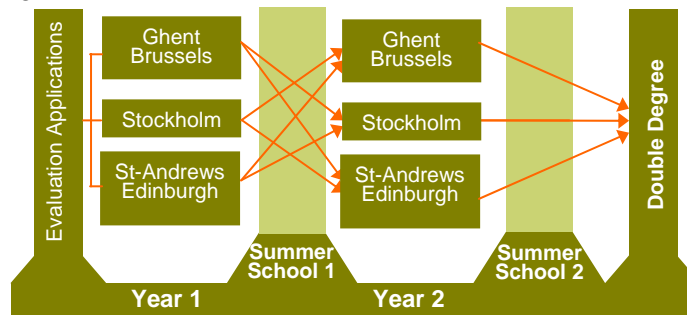 Evaluation Applications
Ghent
Brussels
Stockholm
St-Andrews
Edinburgh
Summer
School 1
Ghent
Brussels
Stockholm
St-Andrews
Edinburgh
Summer
School 2
Double Degree
Year 1
Year 2